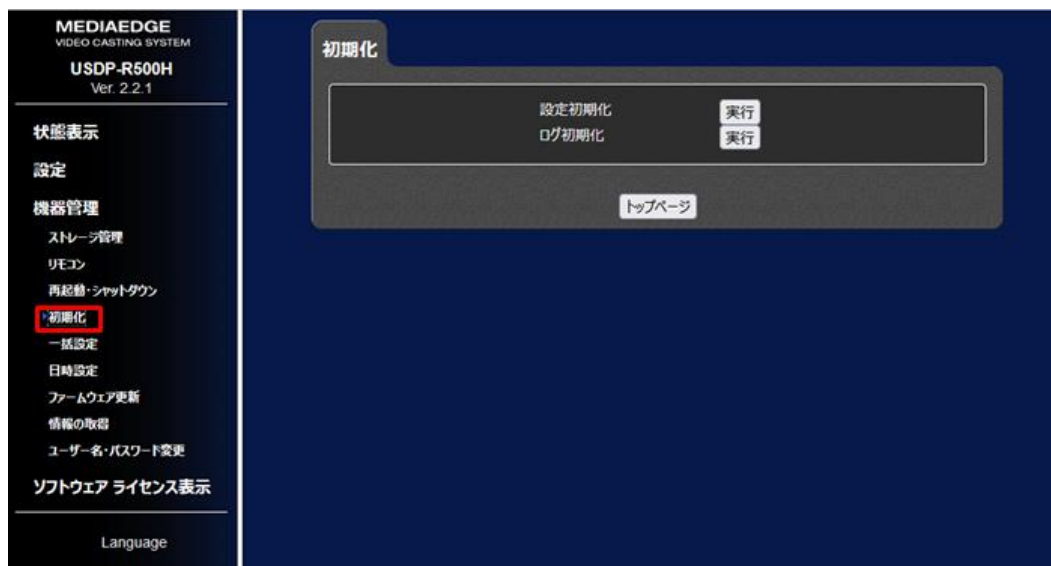 MEDIAEDGE
VIDEO CASTING SYSTEM
USDP-R500H
Ver. 2.2.1
状態表示
設定
機器管理
ストレージ管理
リモコン
再起動・シャットダウン
初期化
一括設定
日時設定
ファームウェア更新
情報の取得
ユーザー名・パスワード変更
ソフトウェア ライセンス表示
Language
初期化
設定初期化 実行
ログ初期化 実行
トップページ